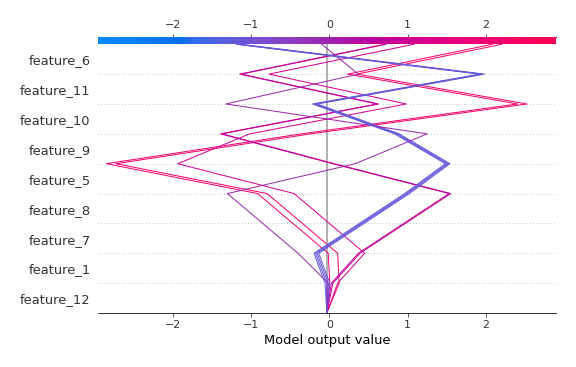 −2 −1 0 1 2
feature_6
feature_11
feature_10
feature_9
feature_5
feature_8
feature_7
feature_1
feature_12
−2 −1 0 1 2
Model output value